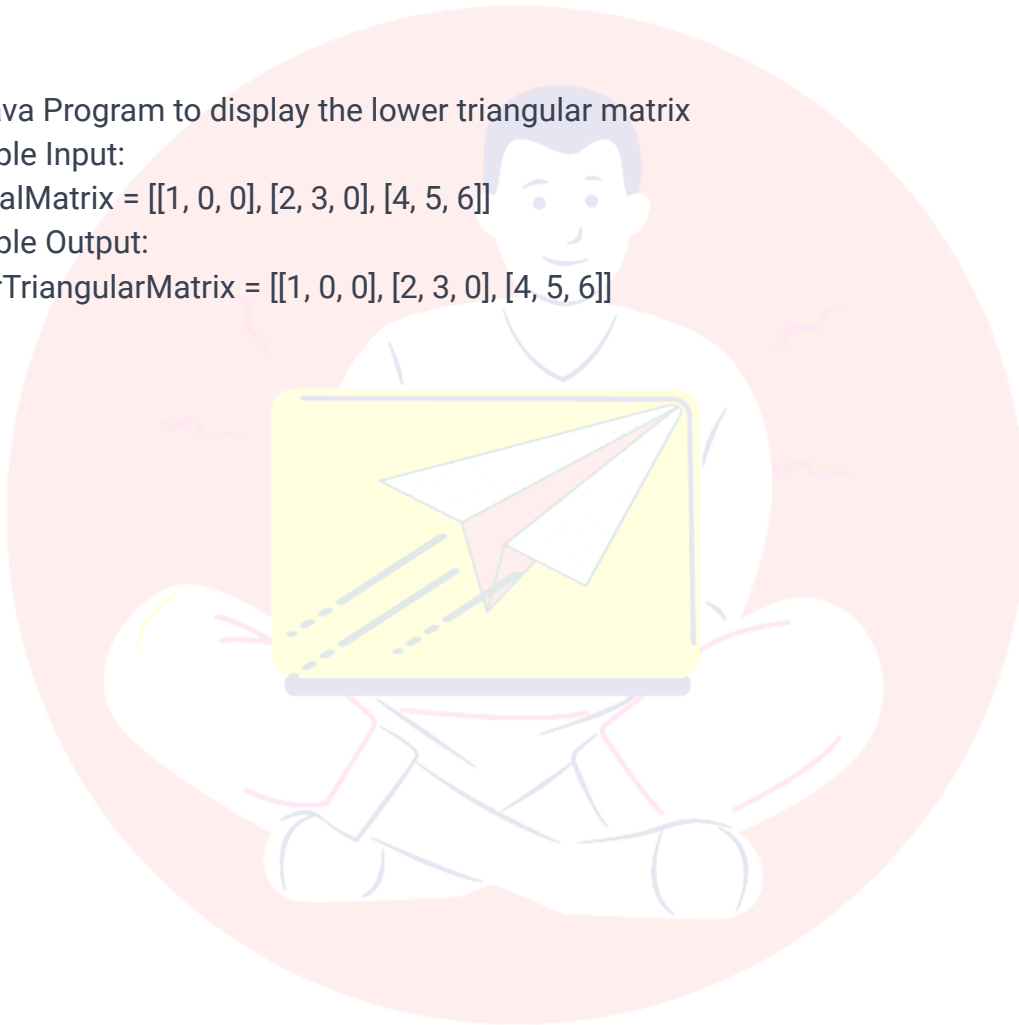 ava Program to display the lower triangular matrix
ple Input:
alMatrix = [[1, 0, 0], [2, 3, 0], [4, 5, 6]]
ple Output:
rTriangularMatrix = [[1, 0, 0], [2, 3, 0], [4, 5, 6]]